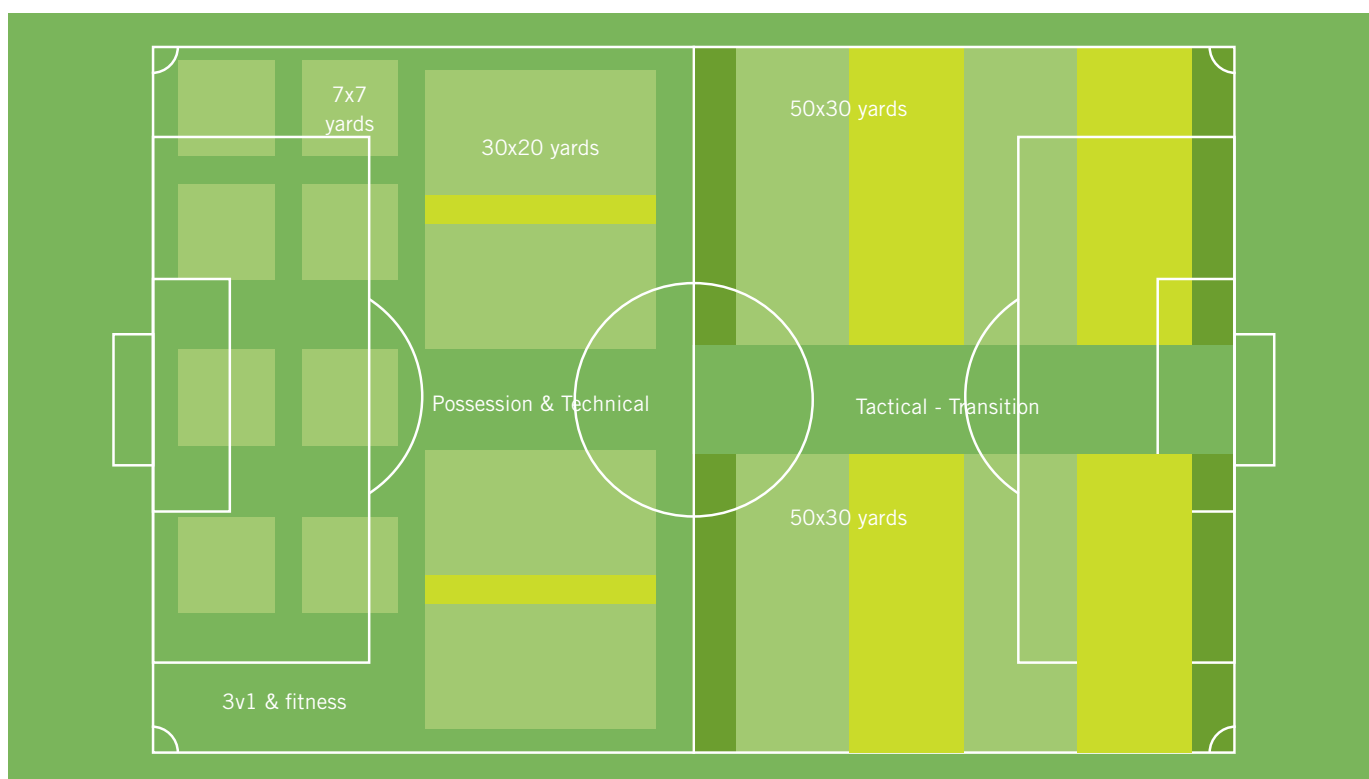 7x7
yards
30x20 yards
50x30 yards
Possession & Technical
Tactical - Transition
50x30 yards
3v1 & fitness